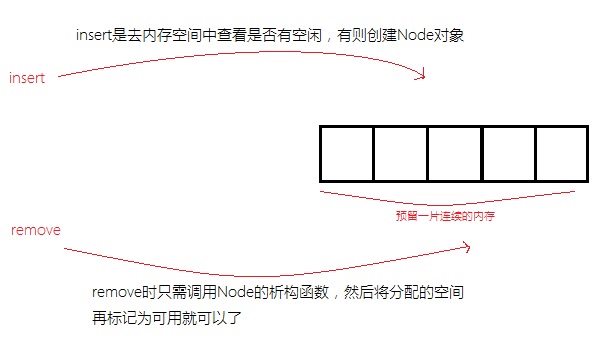 insert是去内存空间中查看是否有空闲，有则创建Node对象
insert
预留一片连续的内存
remove
remove时只需调用Node的析构函数，然后将分配的空间
再标记为可用就可以了